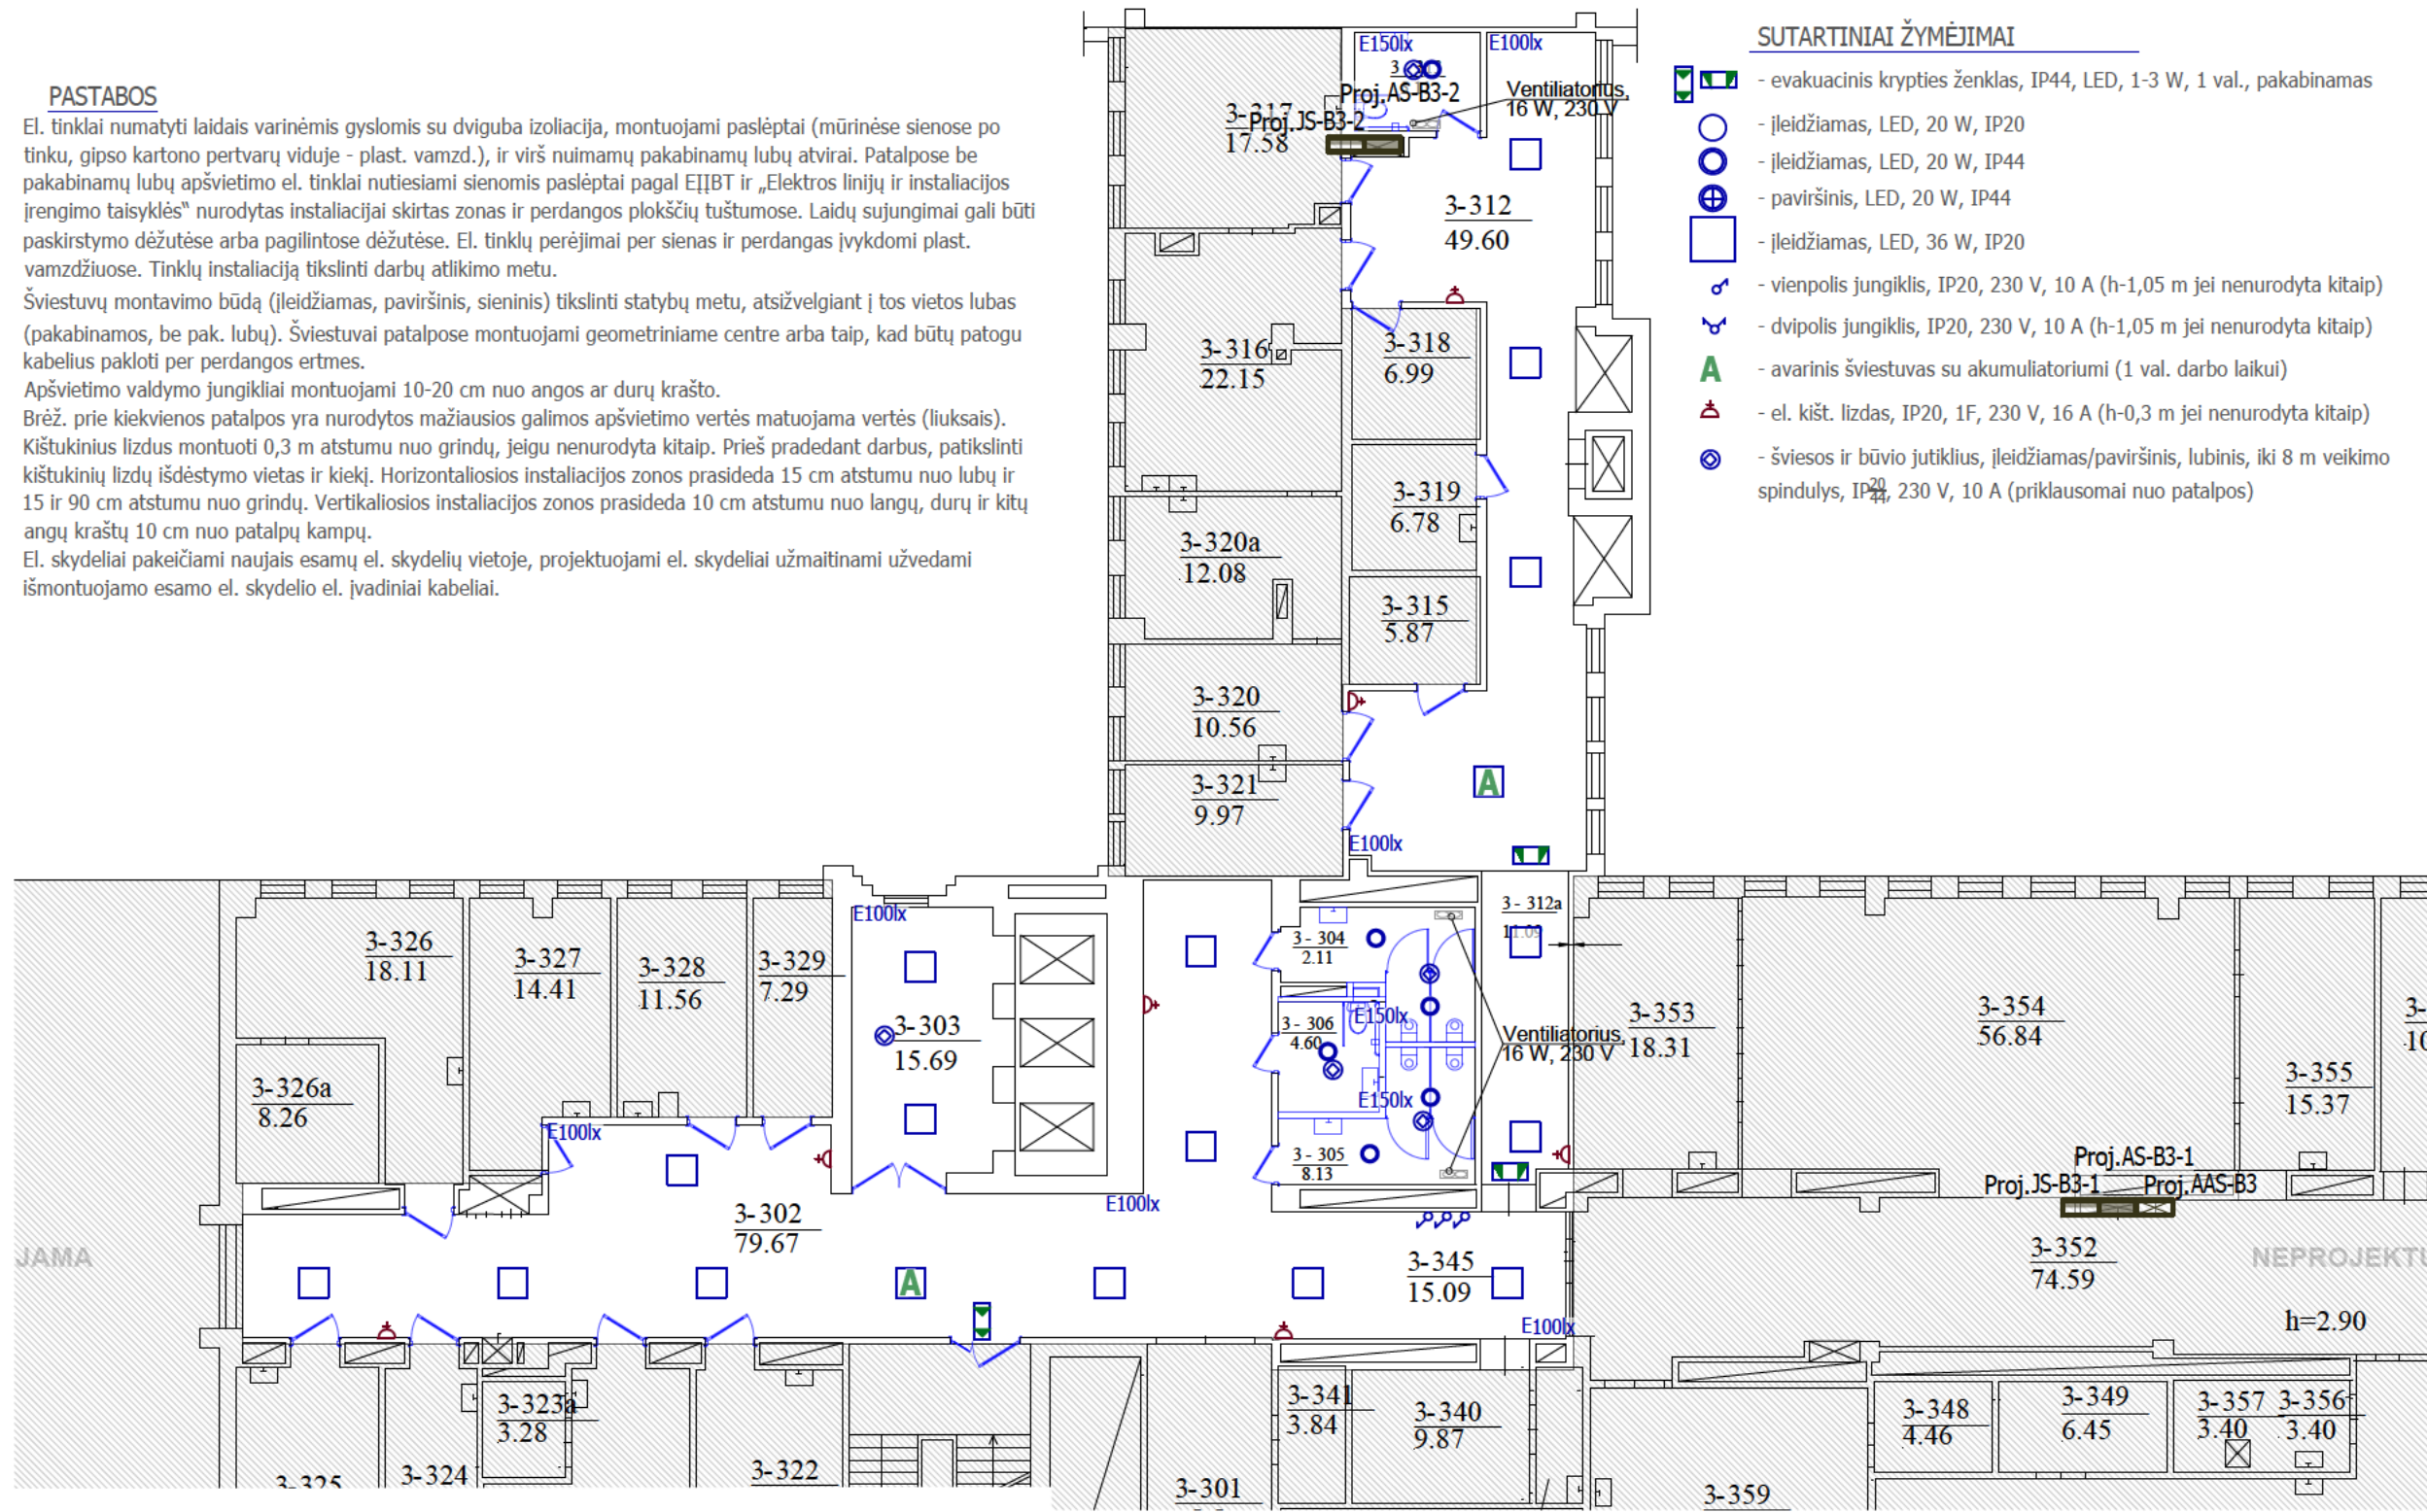 PASTABOS
El. tinklai numatyti laidais varinėmis gyslomis su dviguba izoliacija, montuojami paslėptai (mūrinėse sienose po
tinku, gipso kartono pertvarų viduje - plast. vamzd.), ir virš nuimamų pakabinamų lubų atvirai. Patalpose be
pakabinamų lubų apšvietimo el. tinklai nutiesiami sienomis paslėptai pagal EĮĮBT ir „Elektros linijų ir instaliacijos
įrengimo taisyklės“ nurodytas instaliacijai skirtas zonas ir perdangos plokščių tuštumose. Laidų sujungimai gali būti
paskirstymo dėžutėse arba pagilintose dėžutėse. El. tinklų perėjimai per sienas ir perdangas įvykdomi plast.
vamzdžiuose. Tinklų instaliaciją tikslinti darbų atlikimo metu.
Šviestuvų montavimo būdą (įleidžiamas, paviršinis, sieninis) tikslinti statybų metu, atsižvelgiant į tos vietos lubas
(pakabinamos, be pak. lubų). Šviestuvai patalpose montuojami geometriniame centre arba taip, kad būtų patogu
kabelius pakloti per perdangos ertmes.
Apšvietimo valdymo jungikliai montuojami 10-20 cm nuo angos ar durų krašto.
Brėž. prie kiekvienos patalpos yra nurodytos mažiausios galimos apšvietimo vertės matuojama vertės (liuksais).
Kištukinius lizdus montuoti 0,3 m atstumu nuo grindų, jeigu nenurodyta kitaip. Prieš pradedant darbus, patikslinti
kištukinių lizdų išdėstymo vietas ir kiekį. Horizontaliosios instaliacijos zonos prasideda 15 cm atstumu nuo lubų ir
15 ir 90 cm atstumu nuo grindų. Vertikaliosios instaliacijos zonos prasideda 10 cm atstumu nuo langų, durų ir kitų
angų kraštų 10 cm nuo patalpų kampų.
El. skydeliai pakeičiami naujais esamų el. skydelių vietoje, projektuojami el. skydeliai užmaitinami užvedami
išmontuojamo esamo el. skydelio el. įvadiniai kabeliai.
SUTARTINIAI ŽYMĖJIMAI
- evakuacinis krypties ženklas, IP44, LED, 1-3 W, 1 val., pakabinamas
- įleidžiamas, LED, 20 W, IP20
- įleidžiamas, LED, 20 W, IP44
- paviršinis, LED, 20 W, IP44
- įleidžiamas, LED, 36 W, IP20
- vienpolis jungiklis, IP20, 230 V, 10 A (h-1,05 m jei nenurodyta kitaip)
- dvipolis jungiklis, IP20, 230 V, 10 A (h-1,05 m jei nenurodyta kitaip)
A - avarinis šviestuvas su akumuliatoriumi (1 val. darbo laikui)
- el. kišt. lizdas, IP20, 1F, 230 V, 16 A (h-0,3 m jei nenurodyta kitaip)
- šviesos ir būvio jutiklius, įleidžiamas/paviršinis, lubinis, iki 8 m veikimo
spindulys, IP20/44, 230 V, 10 A (priklausomai nuo patalpos)
E150lx
E100lx
Proj.AS-B3-2
Ventiliatorius,
16 W, 230 V
3-317
17.58
Proj.JS-B3-2
3-312
49.60
3-316
22.15
3-318
6.99
3-319
6.78
3-320a
12.08
3-315
5.87
3-320
10.56
3-321
9.97
A
E100lx
3-326
18.11
3-326a
8.26
3-327
14.41
3-328
11.56
3-329
7.29
E100lx
E100lx
3-303
15.69
3-304
2.11
3-306
4.60
E150lx
E150lx
3-305
8.13
3-312a
11.09
Ventiliatorius,
16 W, 230 V
3-353
18.31
3-354
56.84
3-355
15.37
Proj.AS-B3-1
Proj.JS-B3-1
Proj.AAS-B3
E100lx
3-302
79.67
A
3-345
15.09
E100lx
3-352
74.59
h=2.90
JAMA
NEPROJEKTU
3-325
3-324
3-323a
3.28
3-322
3-301
3-341
3.84
3-340
9.87
3-359
3-348
4.46
3-349
6.45
3-357
3.40
3-356
3.40